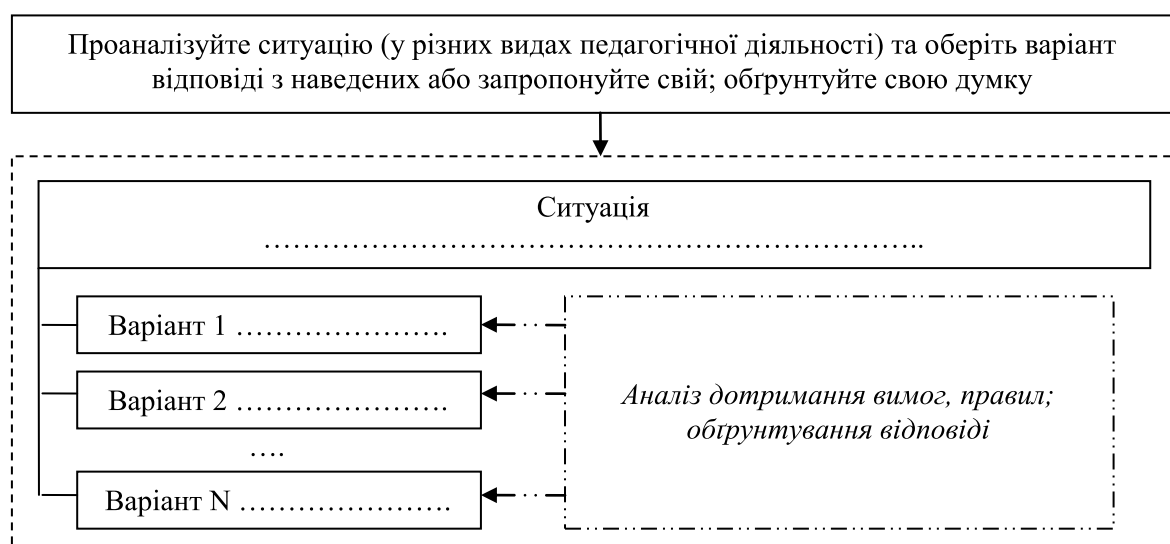 Проаналізуйте ситуацію (у різних видах педагогічної діяльності) та оберіть варіант
відповіді з наведених або запропонуйте свій; обґрунтуйте свою думку
Ситуація
…………………………………………………………..
Варіант 1 ………………….
Варіант 2 ………………….
….
Варіант N ………………….
Аналіз дотримання вимог, правил;
обґрунтування відповіді